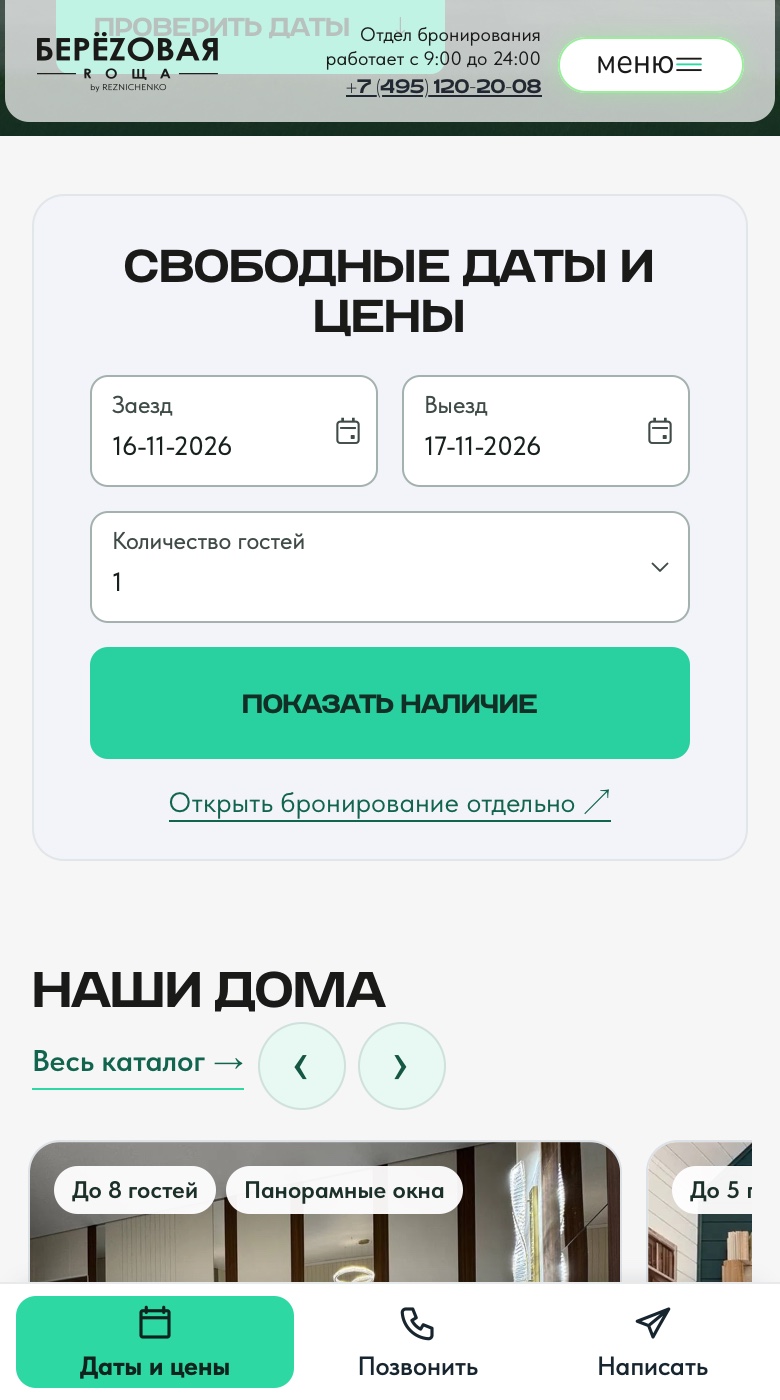 ПРОВЕРИТЬ ДАТЫ
БЕРЁZОВАЯ
РОЩА
by REZNICHENKO
Отдел бронирования
работает с 9:00 до 24:00
+7 (495) 120-20-08
меню
СВОБОДНЫЕ ДАТЫ И
ЦЕНЫ
Заезд
16-11-2026
Выезд
17-11-2026
Количество гостей
1
ПОКАЗАТЬ НАЛИЧИЕ
Открыть бронирование отдельно ↗
НАШИ ДОМА
Весь каталог →
До 8 гостей
Панорамные окна
До 5 г
Даты и цены
Позвонить
Написать